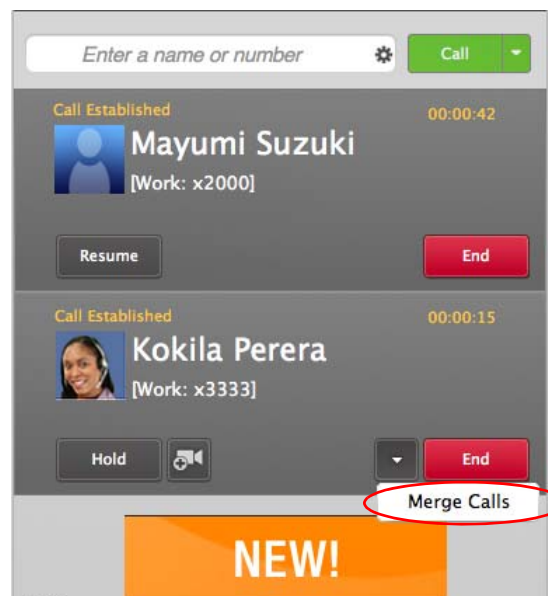 Enter a name or number
Call
Call Established 00:00:42
Mayumi Suzuki
[Work: x2000]
Resume End
Call Established 00:00:15
Kokila Perera
[Work: x3333]
Hold End
Merge Calls
NEW!